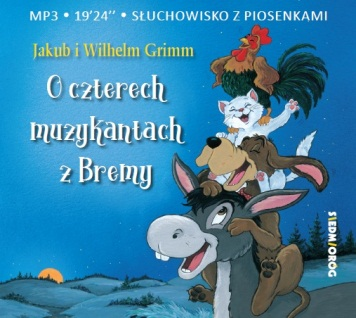 MP3 • 19'24'' • SŁUCHOWISKO Z PIOSENKAMI
Jakub i Wilhelm Grimm
O czterech
muzykantach
z Bremy
SIEDMIORÓG